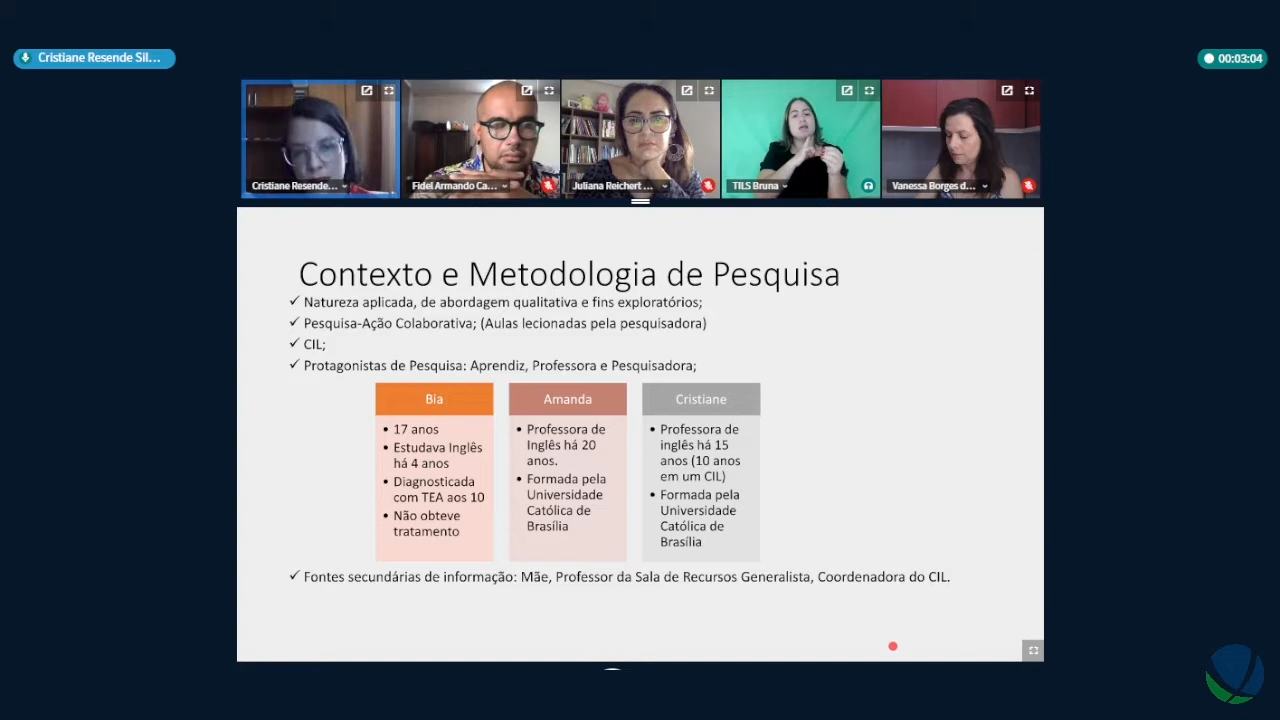 Cristiane Resende Sil...
00:03:04
Cristiane Resende...
Fidel Armando Ca...
Juliana Reichert ...
TILS Bruna
Vanessa Borges d...
Contexto e Metodologia de Pesquisa
✓ Natureza aplicada, de abordagem qualitativa e fins exploratórios;
✓ Pesquisa-Ação Colaborativa; (Aulas lecionadas pela pesquisadora)
✓ CIL;
✓ Protagonistas de Pesquisa: Aprendiz, Professora e Pesquisadora;
Bia
• 17 anos
• Estudava Inglês
há 4 anos
• Diagnosticada
com TEA aos 10
• Não obteve
tratamento
Amanda
• Professora de
Inglês há 20
anos.
• Formada pela
Universidade
Católica de
Brasília
Cristiane
• Professora de
inglês há 15
anos (10 anos
em um CIL)
• Formada pela
Universidade
Católica de
Brasília
✓ Fontes secundárias de informação: Mãe, Professor da Sala de Recursos Generalista, Coordenadora do CIL.